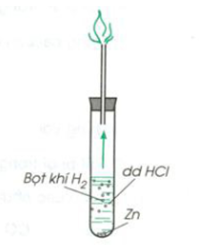 Bọt khí H₂
dd HCl
Zn